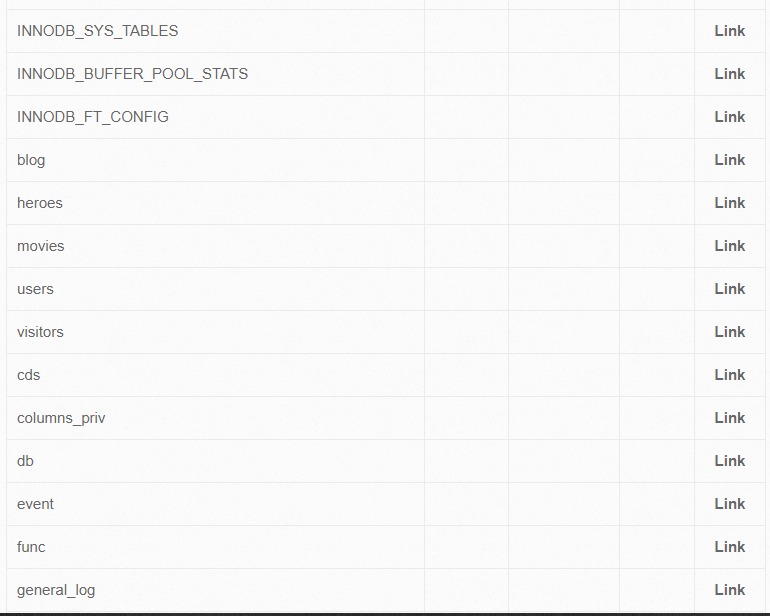 INNODB_SYS_TABLES Link
INNODB_BUFFER_POOL_STATS Link
INNODB_FT_CONFIG Link
blog Link
heroes Link
movies Link
users Link
visitors Link
cds Link
columns_priv Link
db Link
event Link
func Link
general_log Link